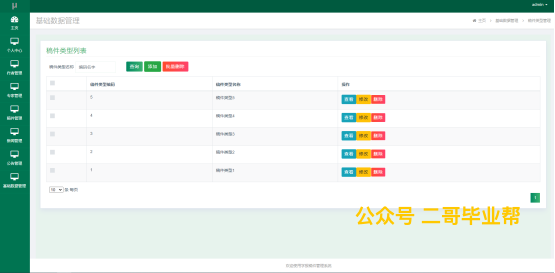 admin
基础数据管理
主页 基础数据管理 稿件类型管理
主页
个人中心
作者管理
专家管理
稿件管理
新闻管理
公告管理
基础数据管理
稿件类型列表
稿件类型名称 查询 添加 批量删除
稿件类型编码 稿件类型名称 操作
5 稿件类型5 查看 修改 删除
4 稿件类型4 查看 修改 删除
3 稿件类型3 查看 修改 删除
2 稿件类型2 查看 修改 删除
1 稿件类型1 查看 修改 删除
10 条 每页
1
公众号 二哥毕业帮